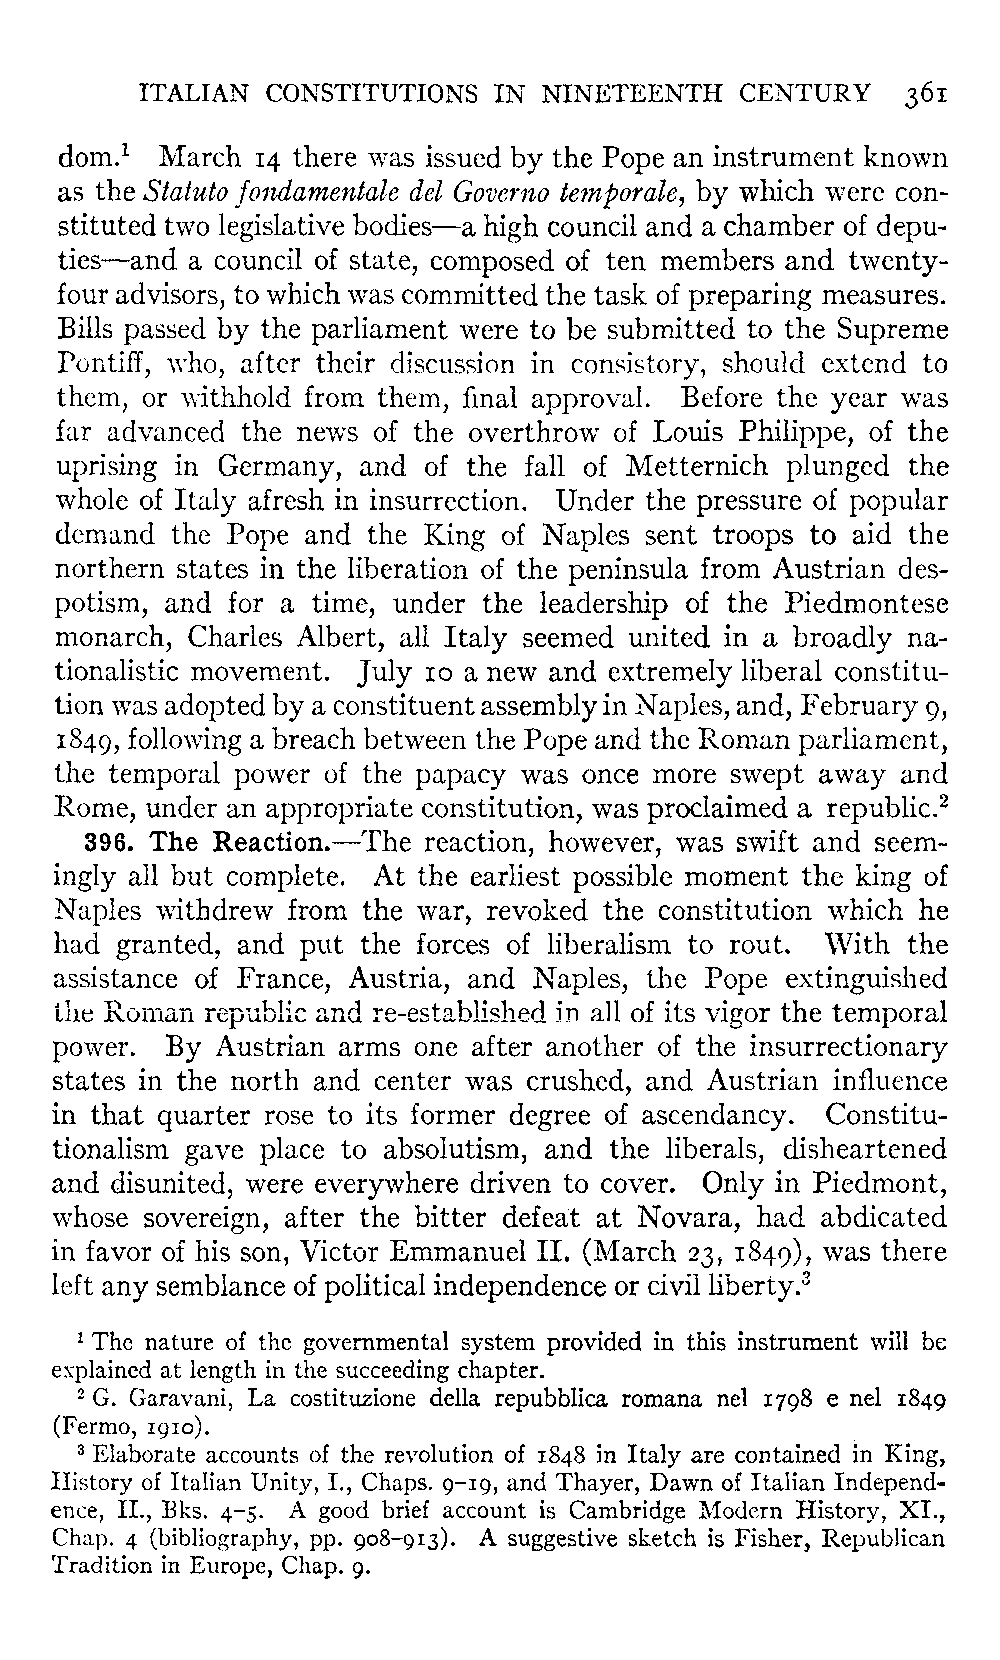 ITALIAN CONSTITUTIONS IN NINETEENTH CENTURY 361
dom.¹ March 14 there was issued by the Pope an instrument known
as the Statuto fondamentale del Governo temporale, by which were con-
stituted two legislative bodies—a high council and a chamber of depu-
ties—and a council of state, composed of ten members and twenty-
four advisors, to which was committed the task of preparing measures.
Bills passed by the parliament were to be submitted to the Supreme
Pontiff, who, after their discussion in consistory, should extend to
them, or withhold from them, final approval. Before the year was
far advanced the news of the overthrow of Louis Philippe, of the
uprising in Germany, and of the fall of Metternich plunged the
whole of Italy afresh in insurrection. Under the pressure of popular
demand the Pope and the King of Naples sent troops to aid the
northern states in the liberation of the peninsula from Austrian des-
potism, and for a time, under the leadership of the Piedmontese
monarch, Charles Albert, all Italy seemed united in a broadly na-
tionalistic movement. July 10 a new and extremely liberal constitu-
tion was adopted by a constituent assembly in Naples, and, February 9,
1849, following a breach between the Pope and the Roman parliament,
the temporal power of the papacy was once more swept away and
Rome, under an appropriate constitution, was proclaimed a republic.²
396. The Reaction.—The reaction, however, was swift and seem-
ingly all but complete. At the earliest possible moment the king of
Naples withdrew from the war, revoked the constitution which he
had granted, and put the forces of liberalism to rout. With the
assistance of France, Austria, and Naples, the Pope extinguished
the Roman republic and re-established in all of its vigor the temporal
power. By Austrian arms one after another of the insurrectionary
states in the north and center was crushed, and Austrian influence
in that quarter rose to its former degree of ascendancy. Constitu-
tionalism gave place to absolutism, and the liberals, disheartened
and disunited, were everywhere driven to cover. Only in Piedmont,
whose sovereign, after the bitter defeat at Novara, had abdicated
in favor of his son, Victor Emmanuel II. (March 23, 1849), was there
left any semblance of political independence or civil liberty.³
¹ The nature of the governmental system provided in this instrument will be
explained at length in the succeeding chapter.
² G. Garavani, La costituzione della repubblica romana nel 1798 e nel 1849
(Fermo, 1910).
³ Elaborate accounts of the revolution of 1848 in Italy are contained in King,
History of Italian Unity, I., Chaps. 9–19, and Thayer, Dawn of Italian Independ-
ence, II., Bks. 4–5. A good brief account is Cambridge Modern History, XI.,
Chap. 4 (bibliography, pp. 908–913). A suggestive sketch is Fisher, Republican
Tradition in Europe, Chap. 9.